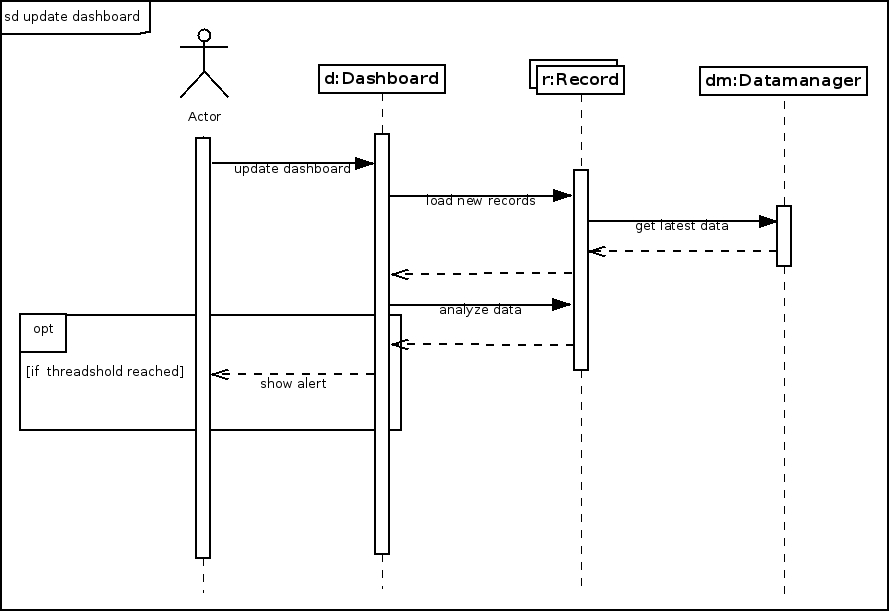 sd update dashboard
Actor
d:Dashboard
r:Record
dm:Datamanager
update dashboard
load new records
get latest data
analyze data
opt
[if  threadshold reached]
show alert